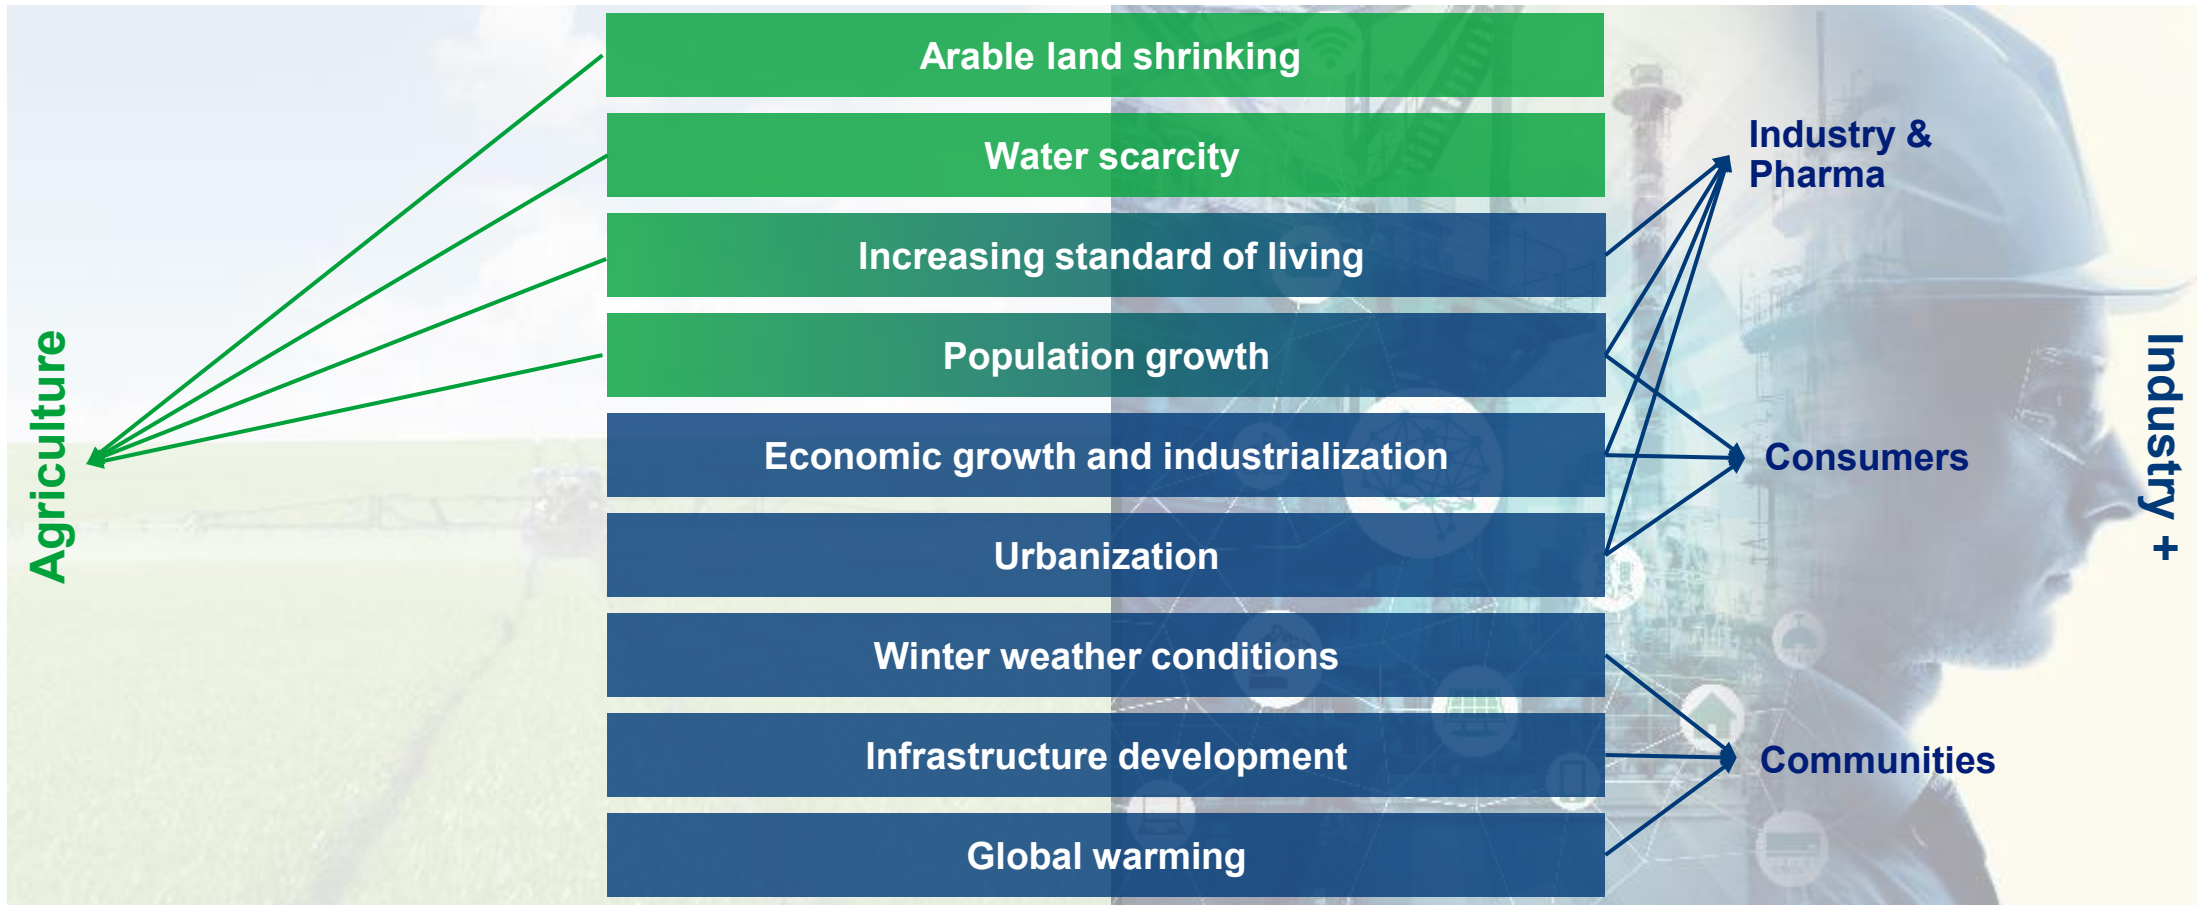 Arable land shrinking
Water scarcity
Increasing standard of living
Population growth
Economic growth and industrialization
Urbanization
Winter weather conditions
Infrastructure development
Global warming
Agriculture
Industry &
Pharma
Consumers
Communities
Industry +